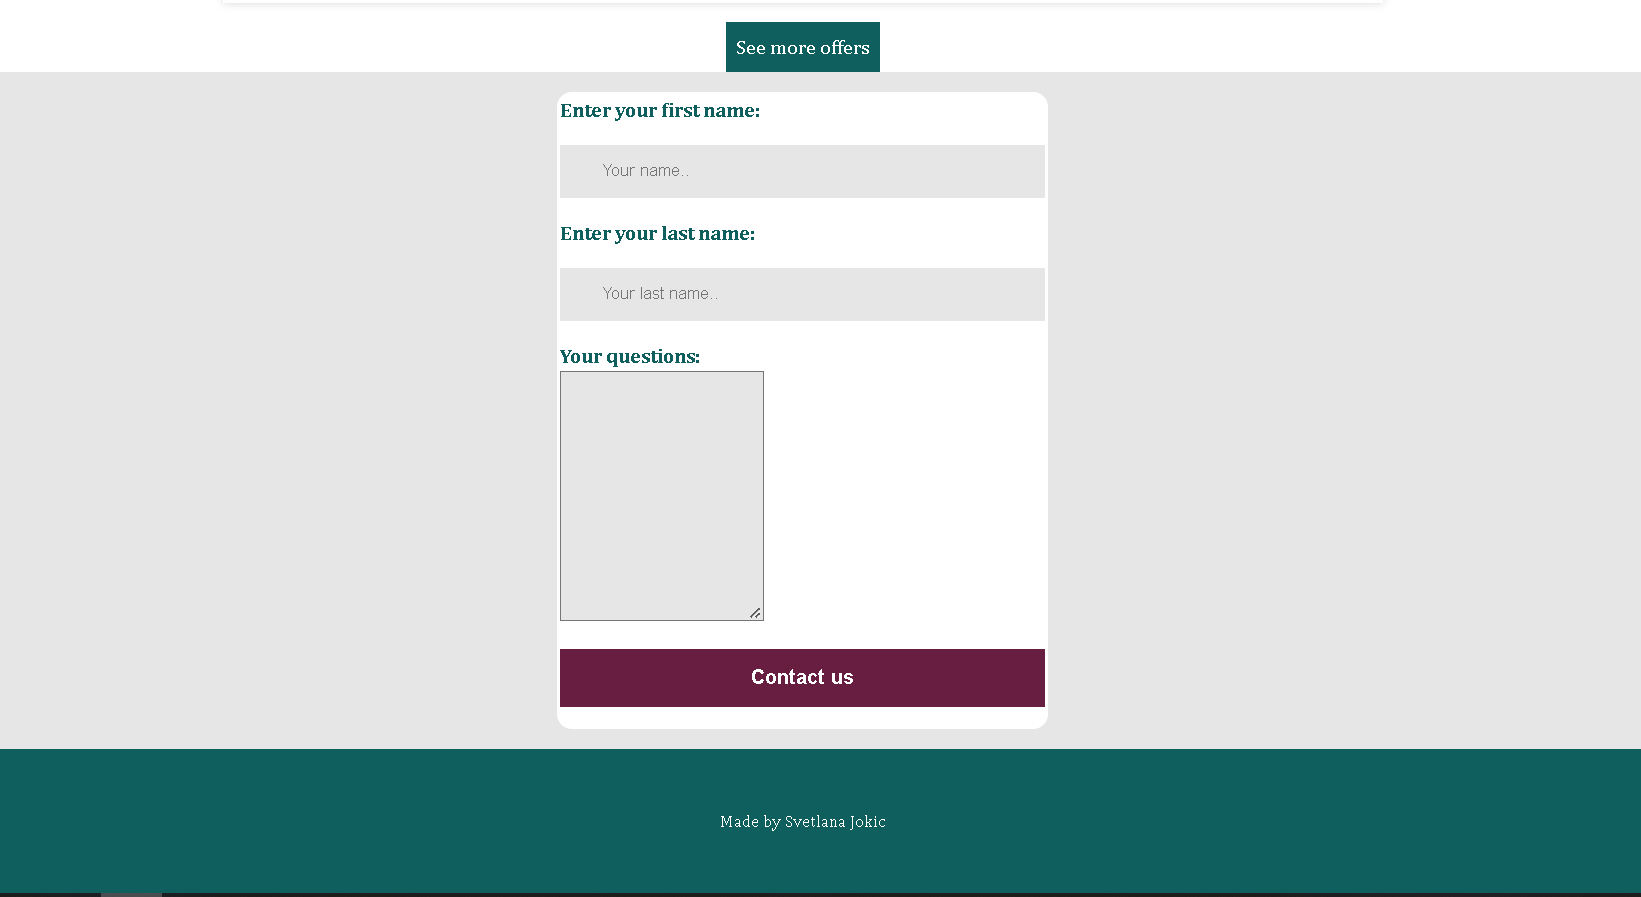 See more offers
Enter your first name:
Your name..
Enter your last name:
Your last name..
Your questions:
Contact us
Made by Svetlana Jokic